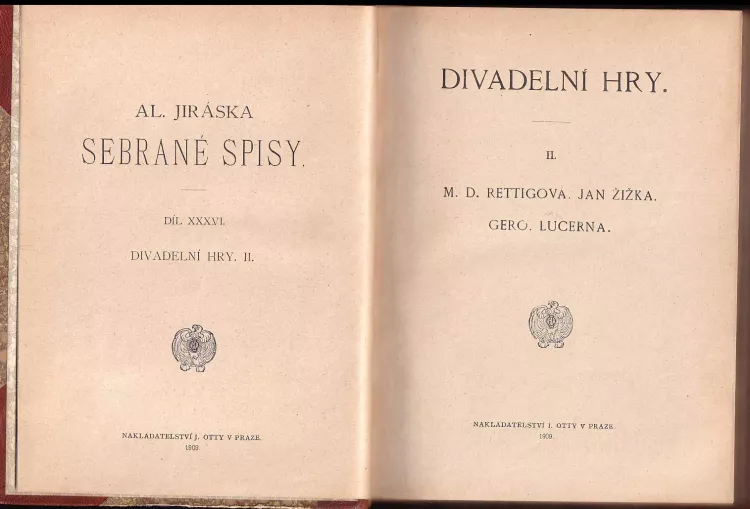 AL. JIRÁSKA
SEBRANÉ SPISY.
DÍL XXXVI.
DIVADELNÍ HRY. II.
NAKLADATELSTVÍ J. OTTY V PRAZE.
1909.
DIVADELNÍ HRY.
II.
M. D. RETTIGOVA. JAN ŽIŽKA.
GERO. LUCERNA.
NAKLADATELSTVÍ J. OTTY V PRAZE.
1909.